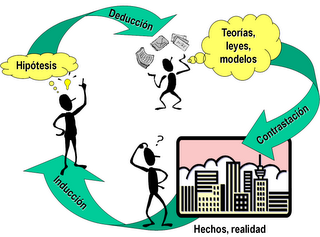 Deducción
Teorías,
leyes,
modelos
Hipótesis
Contrastación
?
Inducción
Hechos, realidad